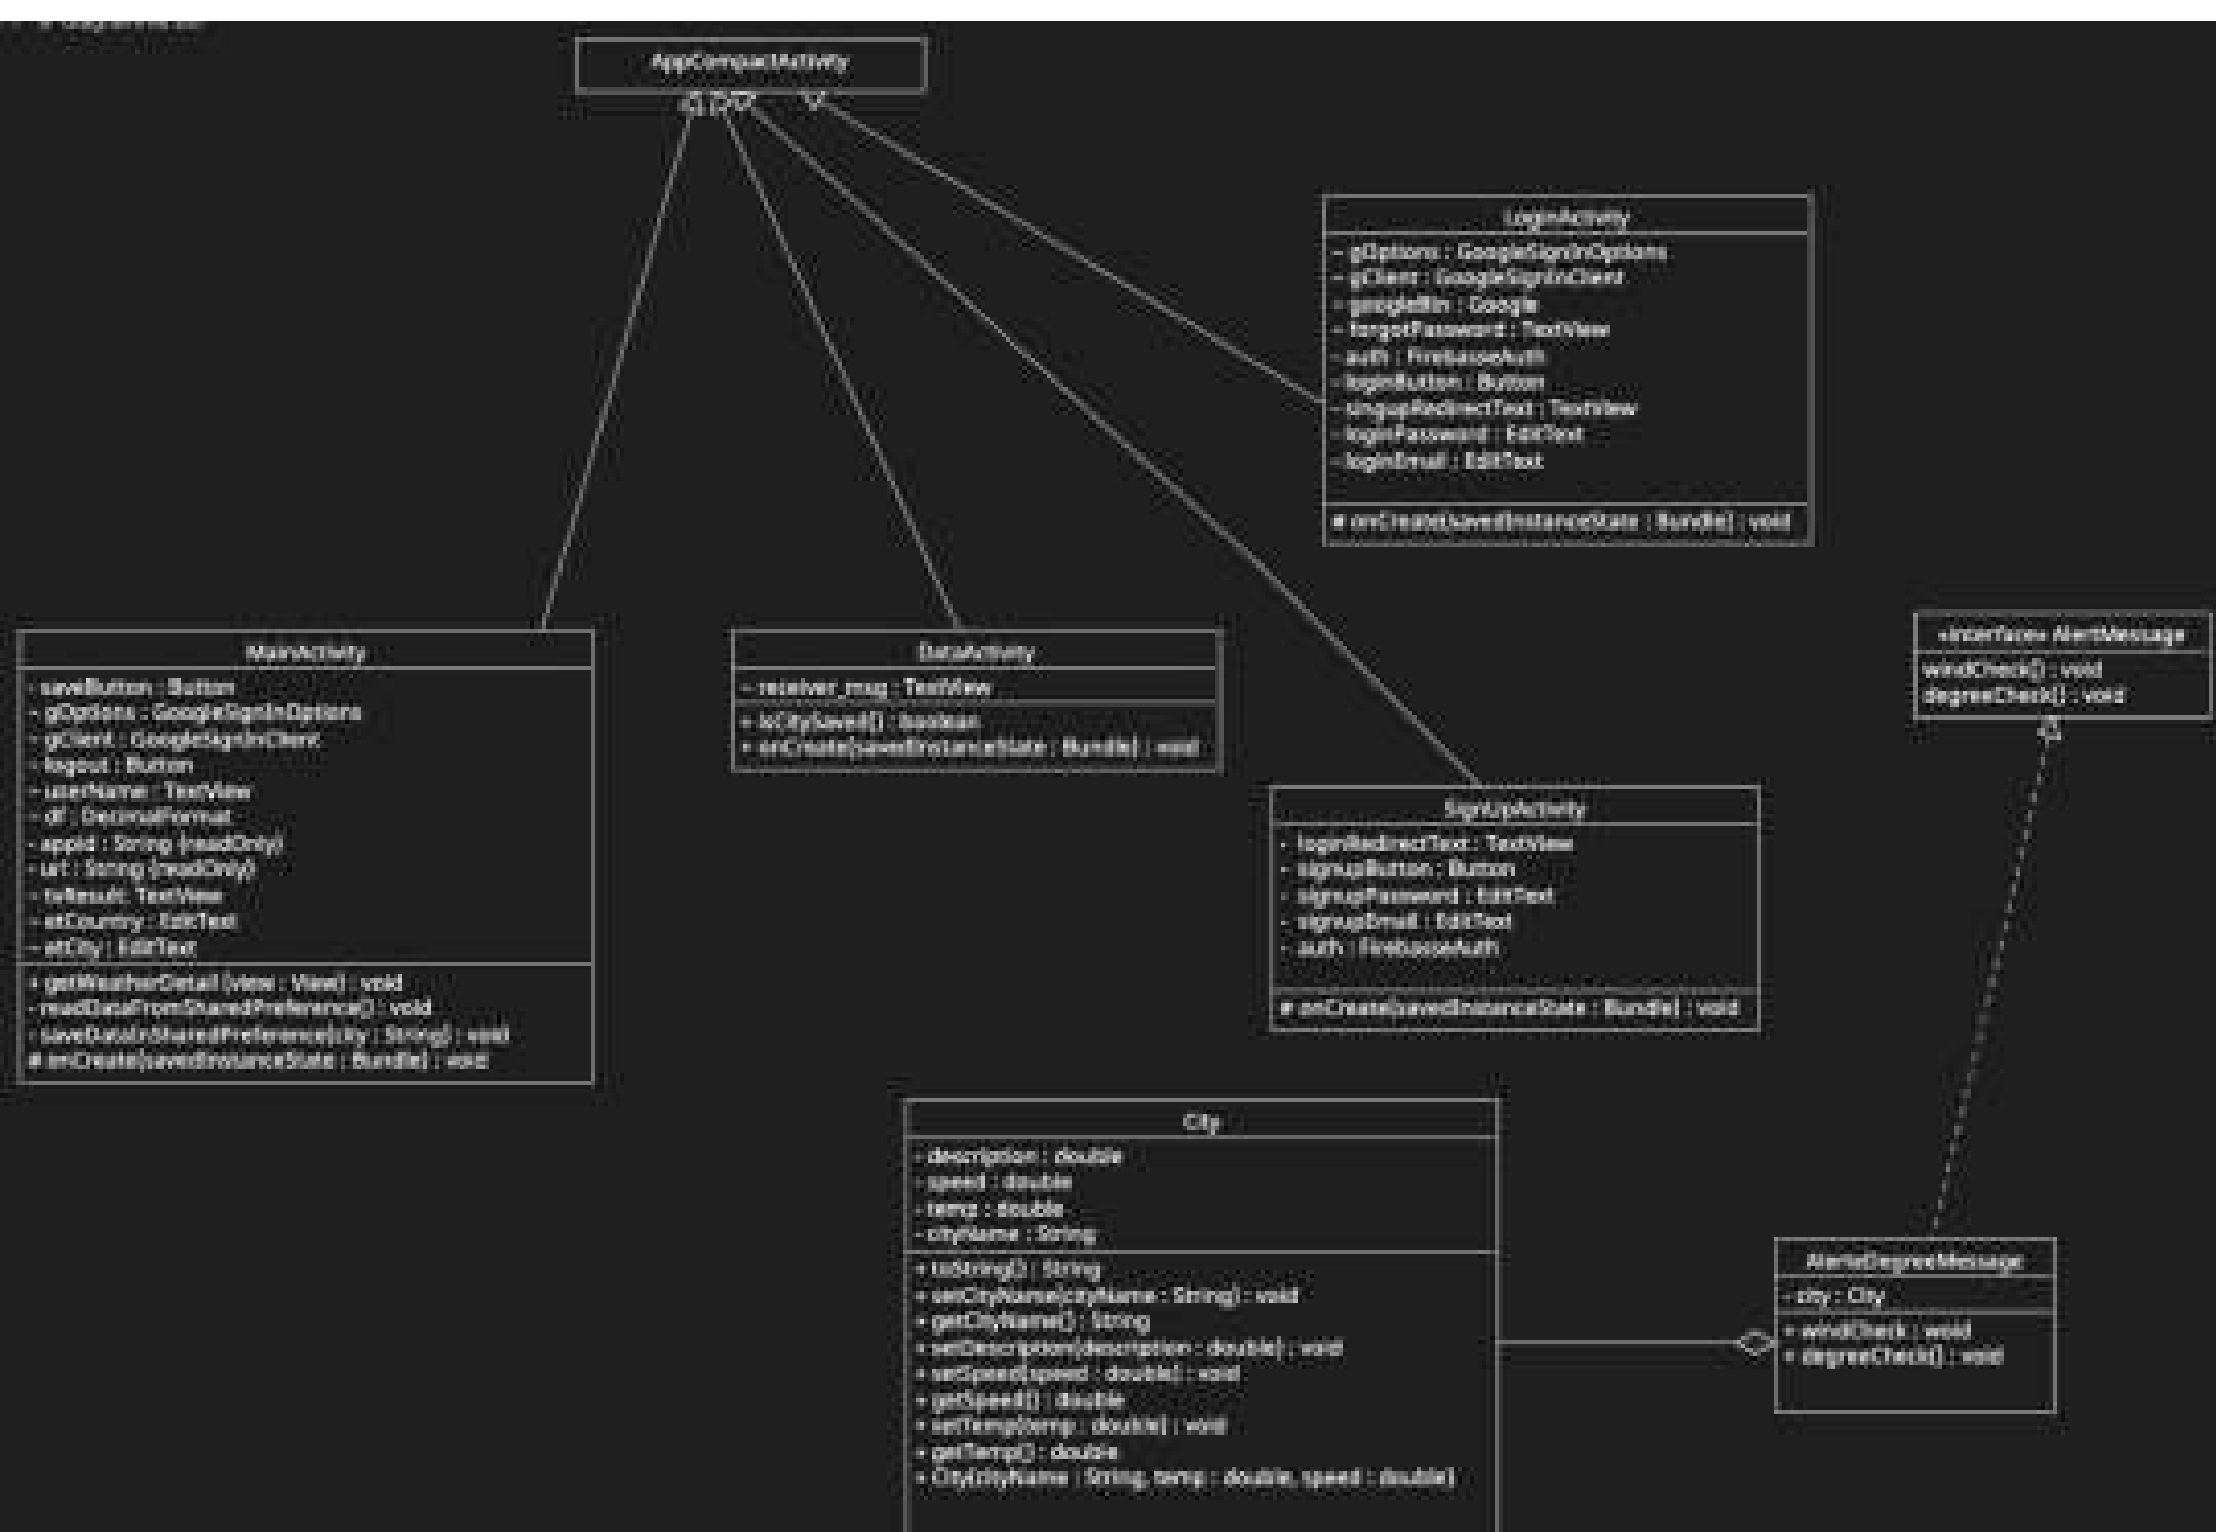 AppCompactActivity
LoginActivity
- gOptions : GoogleSignInOptions
- gClient : GoogleSignInClient
- googleBtn : Google
- forgotPassword : TextView
- auth : FirebasseAuth
- loginButton : Button
- singupRedirectText : TextView
- loginPassword : EditText
- loginEmail : EditText
# onCreate(savedInstanceState : Bundle) : void
MainActivity
- saveButton : Button
- gOptions : GoogleSignInOptions
- gClient : GoogleSignInClient
- logout : Button
- userName : TextView
- df : DecimalFormat
- appid : String {readOnly}
- url : String {readOnly}
- tvResult: TextView
- etCountry : EditText
- etCity : EditText
+ getWeatherDetail (view : View) : void
- readDataFromSharedPreference() : void
- saveDataInSharedPreference(city : String) : void
# onCreate(savedInstanceState : Bundle) : void
DataActivity
~ receiver_msg : TextView
+ isCitySaved() : boolean
+ onCreate(savedInstanceState : Bundle) : void
«interface» AlertMessage
windCheck() : void
degreeCheck() : void
SignUpActivity
- loginRedirectText : TextView
- signupButton : Button
- signupPassword : EditText
- signupEmail : EditText
- auth : FirebasseAuth
# onCreate(savedInstanceState : Bundle) : void
City
- description : double
- speed : double
- temp : double
- cityName : String
+ toString() : String
+ setCityName(cityName : String) : void
+ getCityName() : String
+ setDescription(description : double) : void
+ setSpeed(speed : double) : void
+ getSpeed() : double
+ setTemp(temp : double) : void
+ getTemp() : double
+ City(cityName : String, temp : double, speed : double)
AlerteDegreeMessage
- city : City
+ windCheck : woid
+ degreeCheck() : void